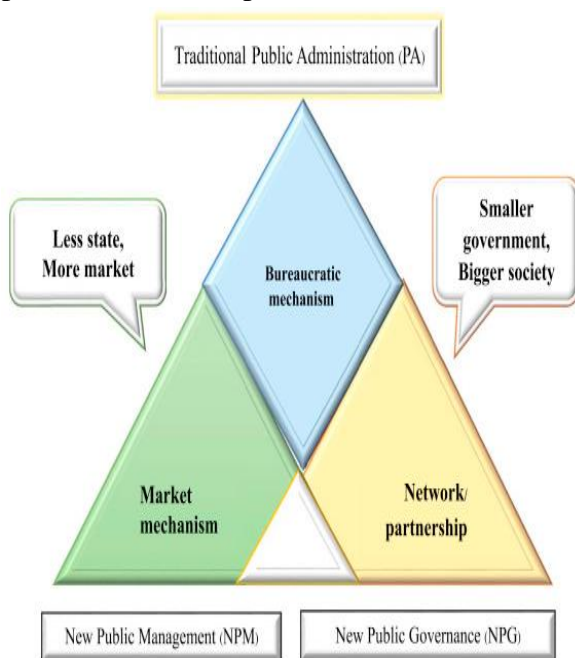 Traditional Public Administration (PA)
Less state,
More market
Smaller
government,
Bigger society
Bureaucratic
mechanism
Market
mechanism
Network/
partnership
New Public Management (NPM)
New Public Governance (NPG)